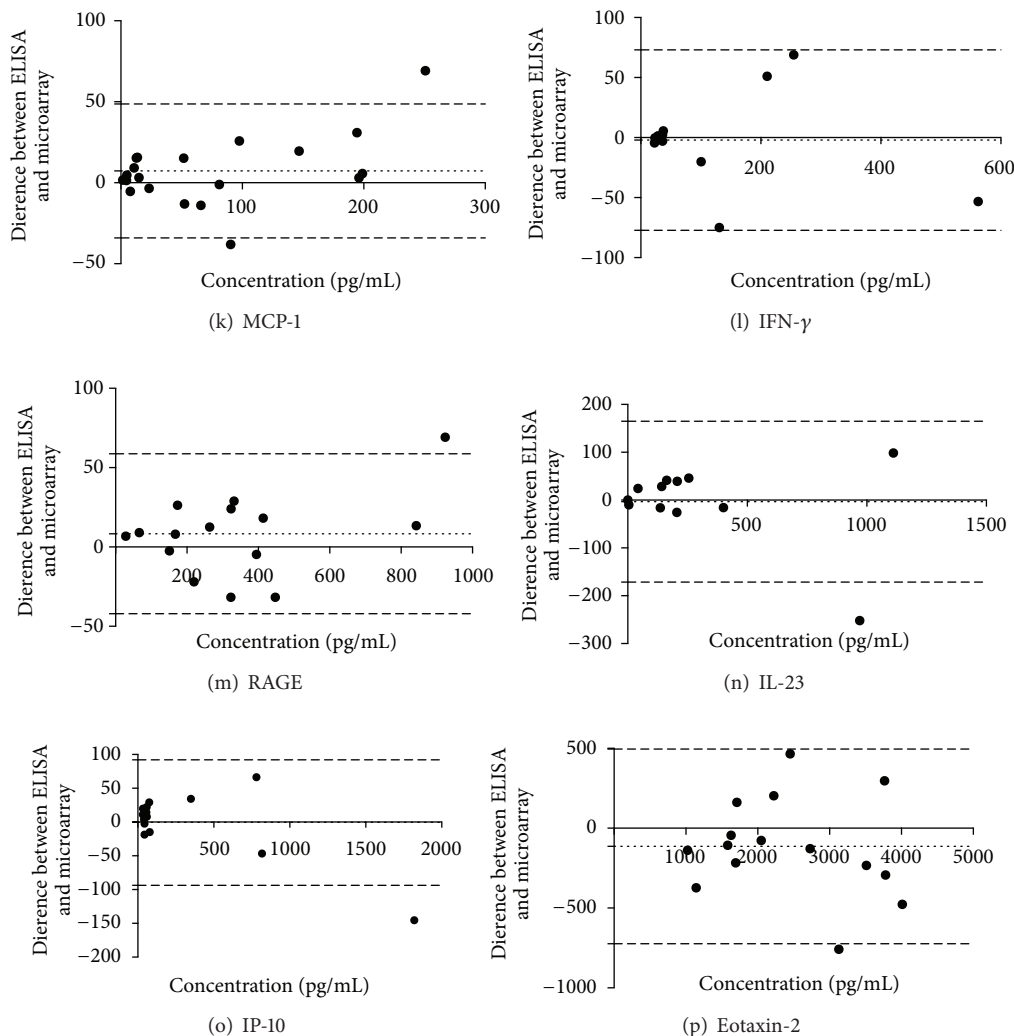 100
50
0
−50
100
200
300
Dierence between ELISA
and microarray
Concentration (pg/mL)
(k) MCP-1
100
50
0
−50
−100
200
400
600
Dierence between ELISA
and microarray
Concentration (pg/mL)
(l) IFN-γ
100
50
0
−50
200
400
600
800
1000
Dierence between ELISA
and microarray
Concentration (pg/mL)
(m) RAGE
200
100
0
−100
−200
−300
500
1000
1500
Dierence between ELISA
and microarray
Concentration (pg/mL)
(n) IL-23
100
50
0
−50
−100
−150
−200
500
1000
1500
2000
Dierence between ELISA
and microarray
Concentration (pg/mL)
(o) IP-10
500
0
−500
−1000
1000
2000
3000
4000
5000
Dierence between ELISA
and microarray
Concentration (pg/mL)
(p) Eotaxin-2